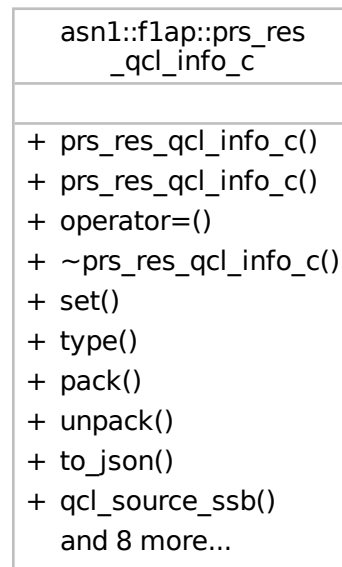 asn1::f1ap::prs_res
_qcl_info_c
+ prs_res_qcl_info_c()
+ prs_res_qcl_info_c()
+ operator=()
+ ~prs_res_qcl_info_c()
+ set()
+ type()
+ pack()
+ unpack()
+ to_json()
+ qcl_source_ssb()
and 8 more...